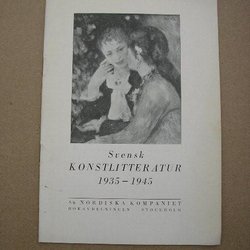 Svensk
KONSTLITTERATUR
1935–1945
AB NORDISKA KOMPANIET
BOKAVDELNINGEN STOCKHOLM